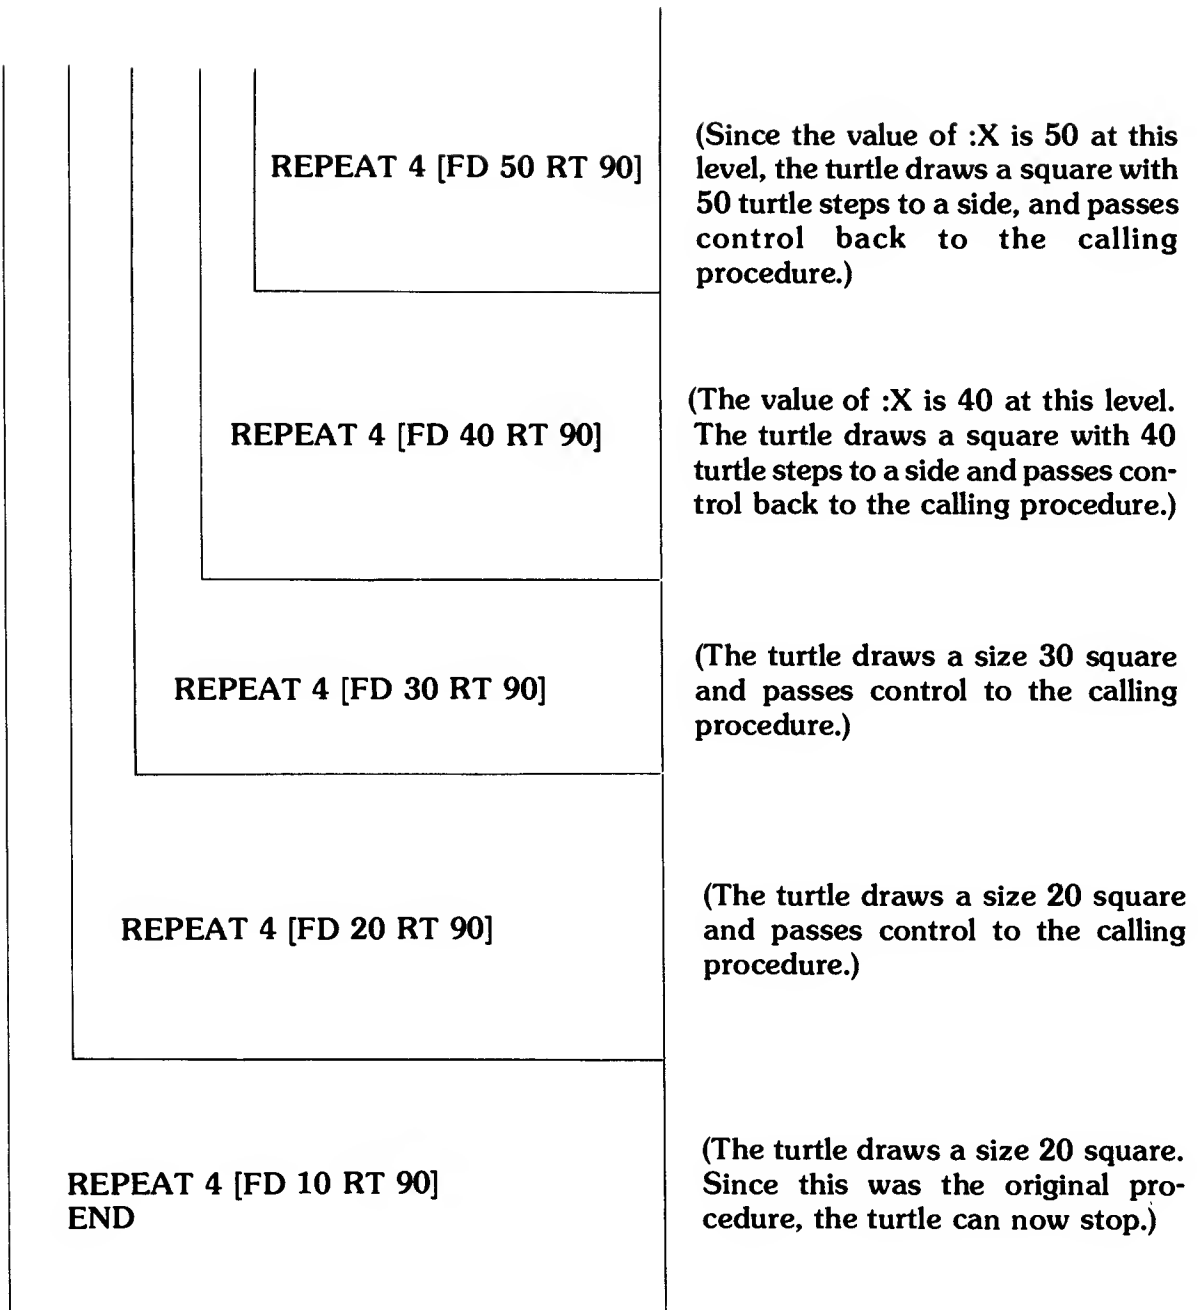 REPEAT 4 [FD 50 RT 90]
(Since the value of :X is 50 at this
level, the turtle draws a square with
50 turtle steps to a side, and passes
control back to the calling
procedure.)
REPEAT 4 [FD 40 RT 90]
(The value of :X is 40 at this level.
The turtle draws a square with 40
turtle steps to a side and passes con-
trol back to the calling procedure.)
REPEAT 4 [FD 30 RT 90]
(The turtle draws a size 30 square
and passes control to the calling
procedure.)
REPEAT 4 [FD 20 RT 90]
(The turtle draws a size 20 square
and passes control to the calling
procedure.)
REPEAT 4 [FD 10 RT 90]
END
(The turtle draws a size 20 square.
Since this was the original pro-
cedure, the turtle can now stop.)